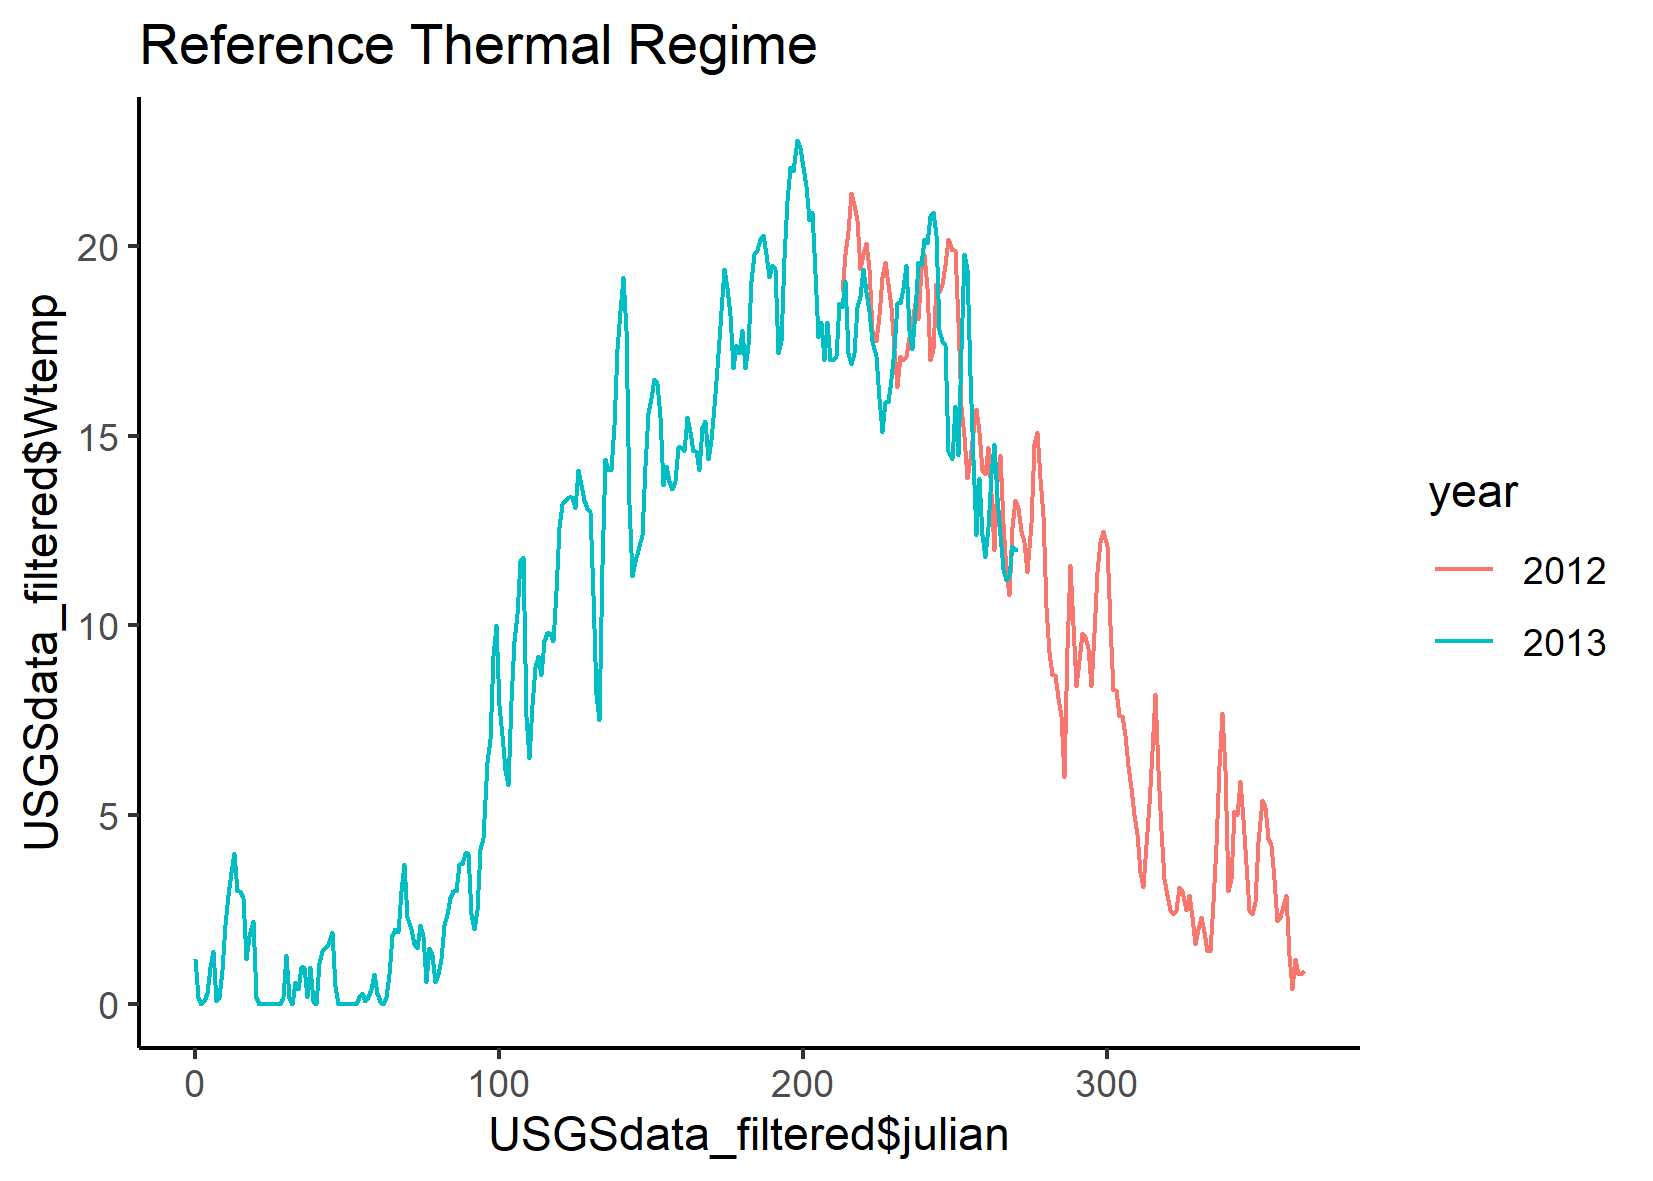 Reference Thermal Regime
USGSdata_filtered$Wtemp
20
15
10
5
0
0 100 200 300
USGSdata_filtered$julian
year
2012
2013